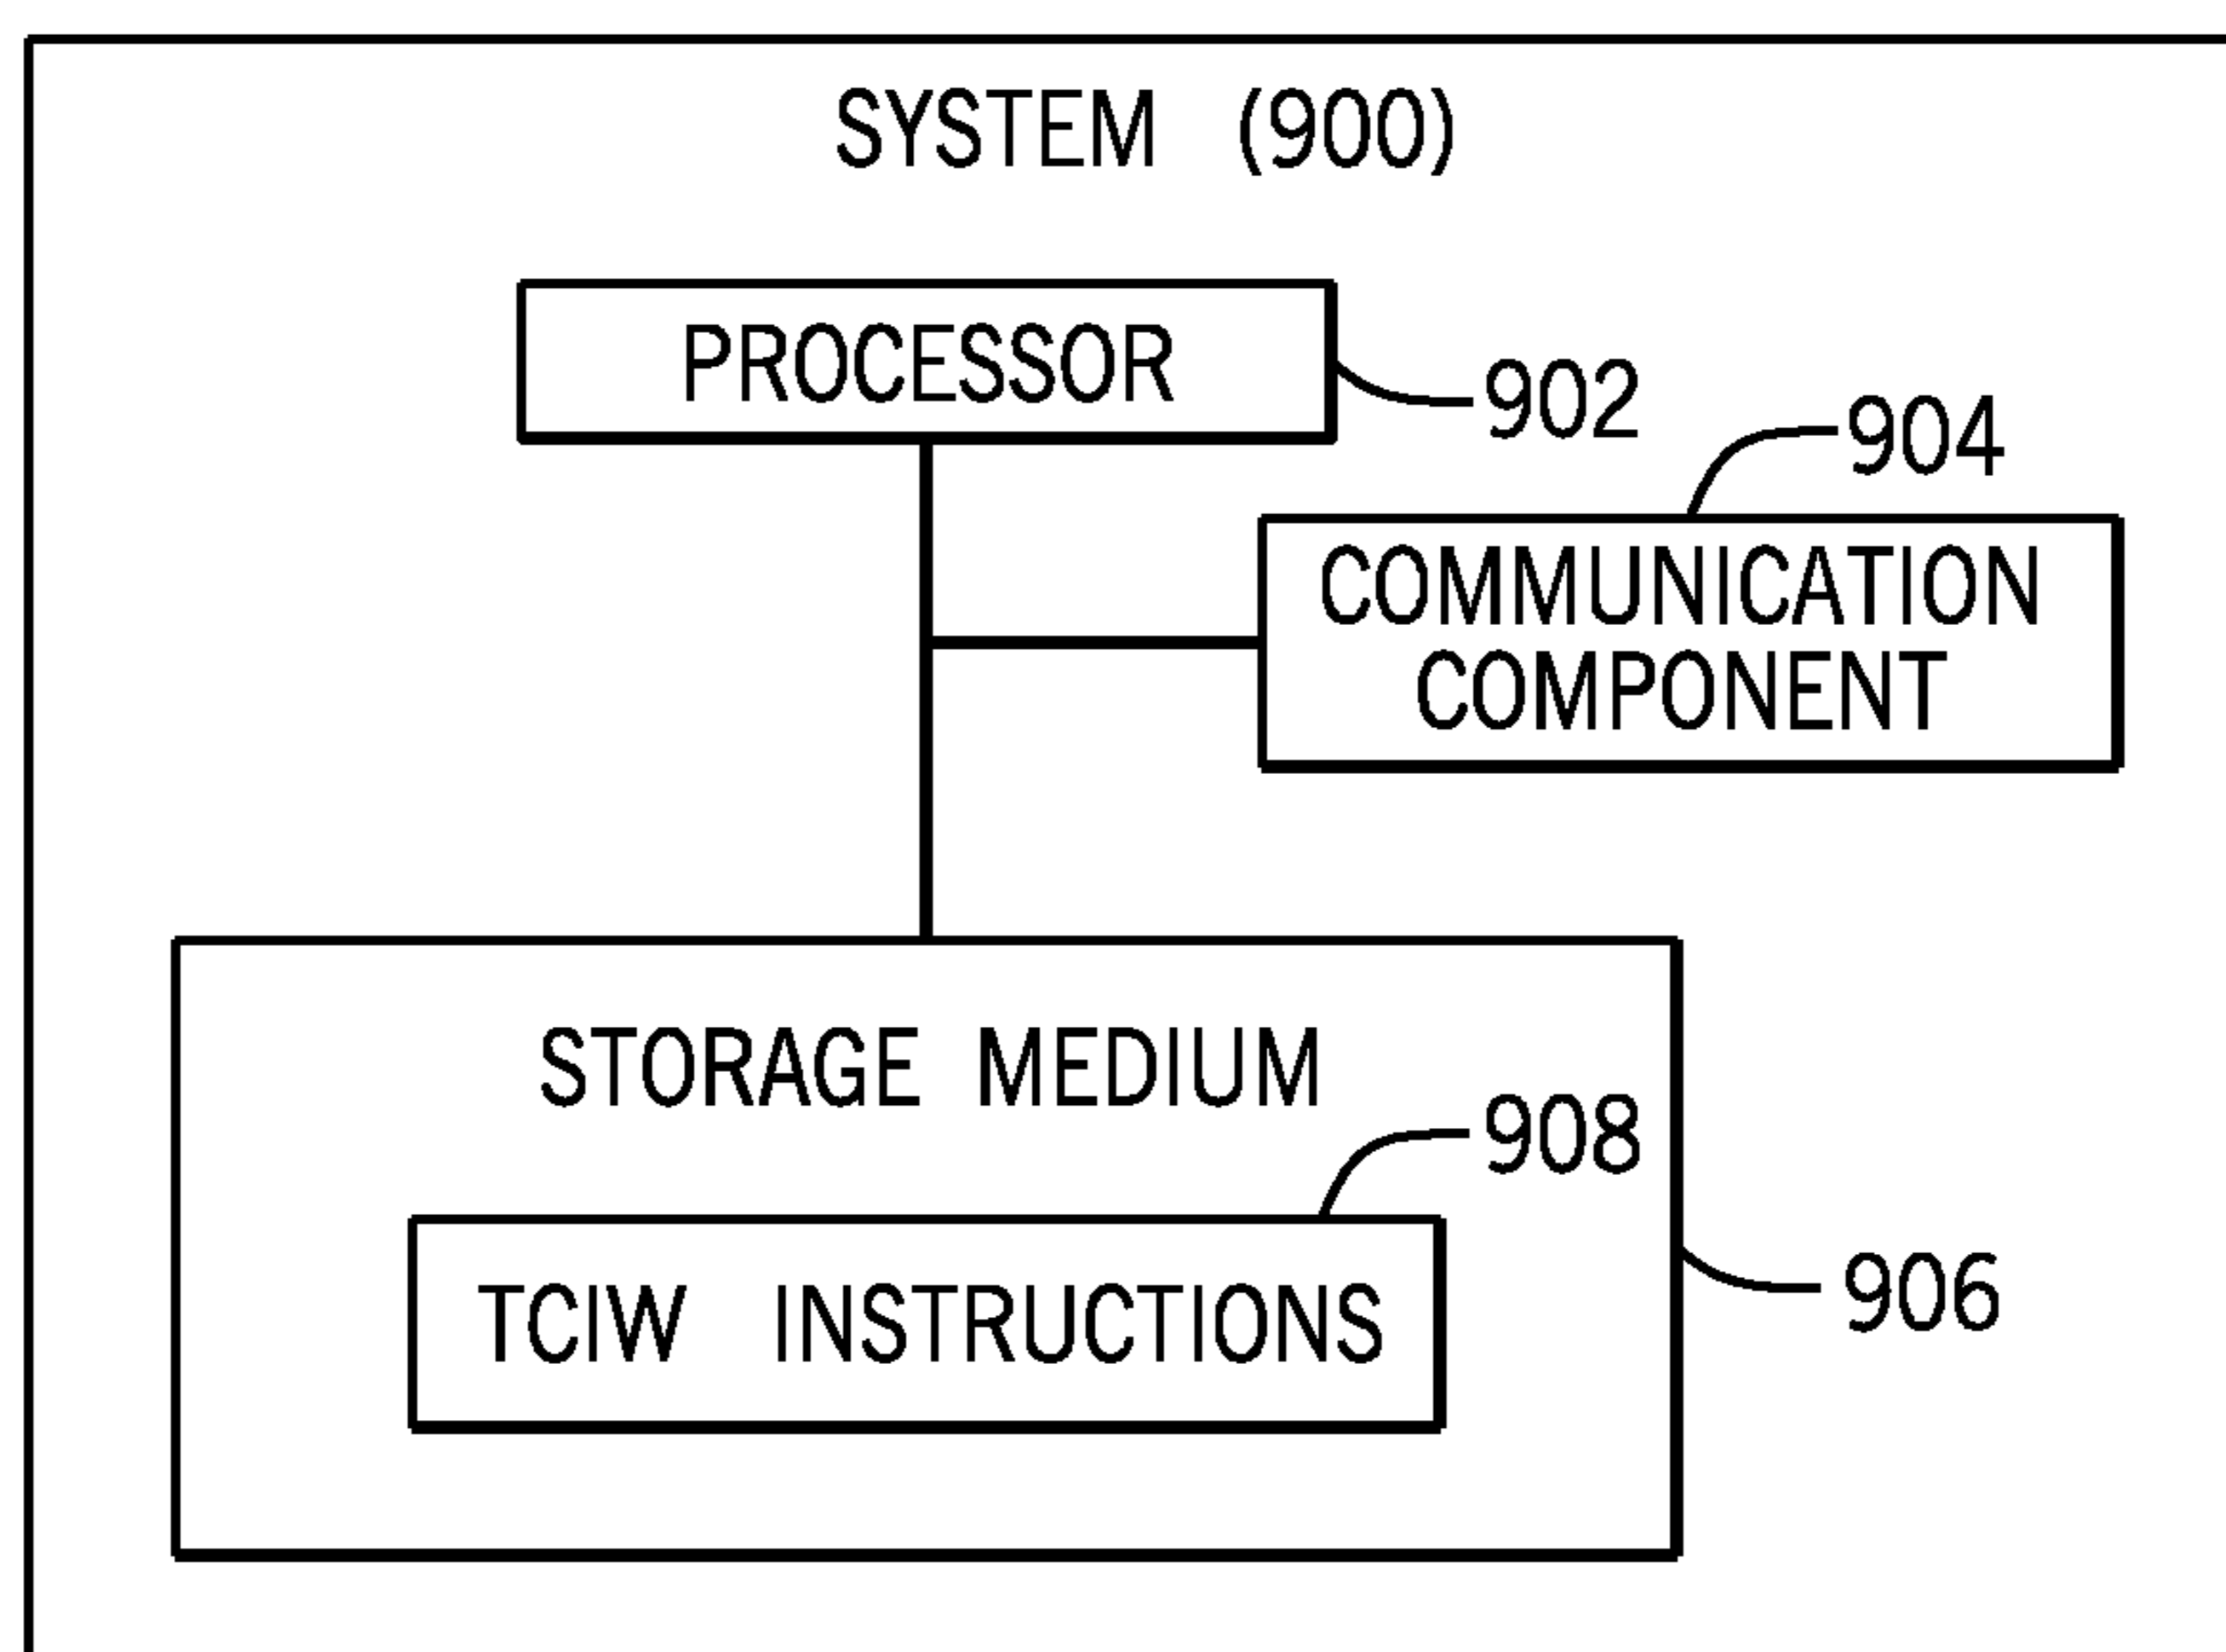 SYSTEM (900)
PROCESSOR
902
904
COMMUNICATION
COMPONENT
STORAGE MEDIUM
908
TCIW INSTRUCTIONS
906